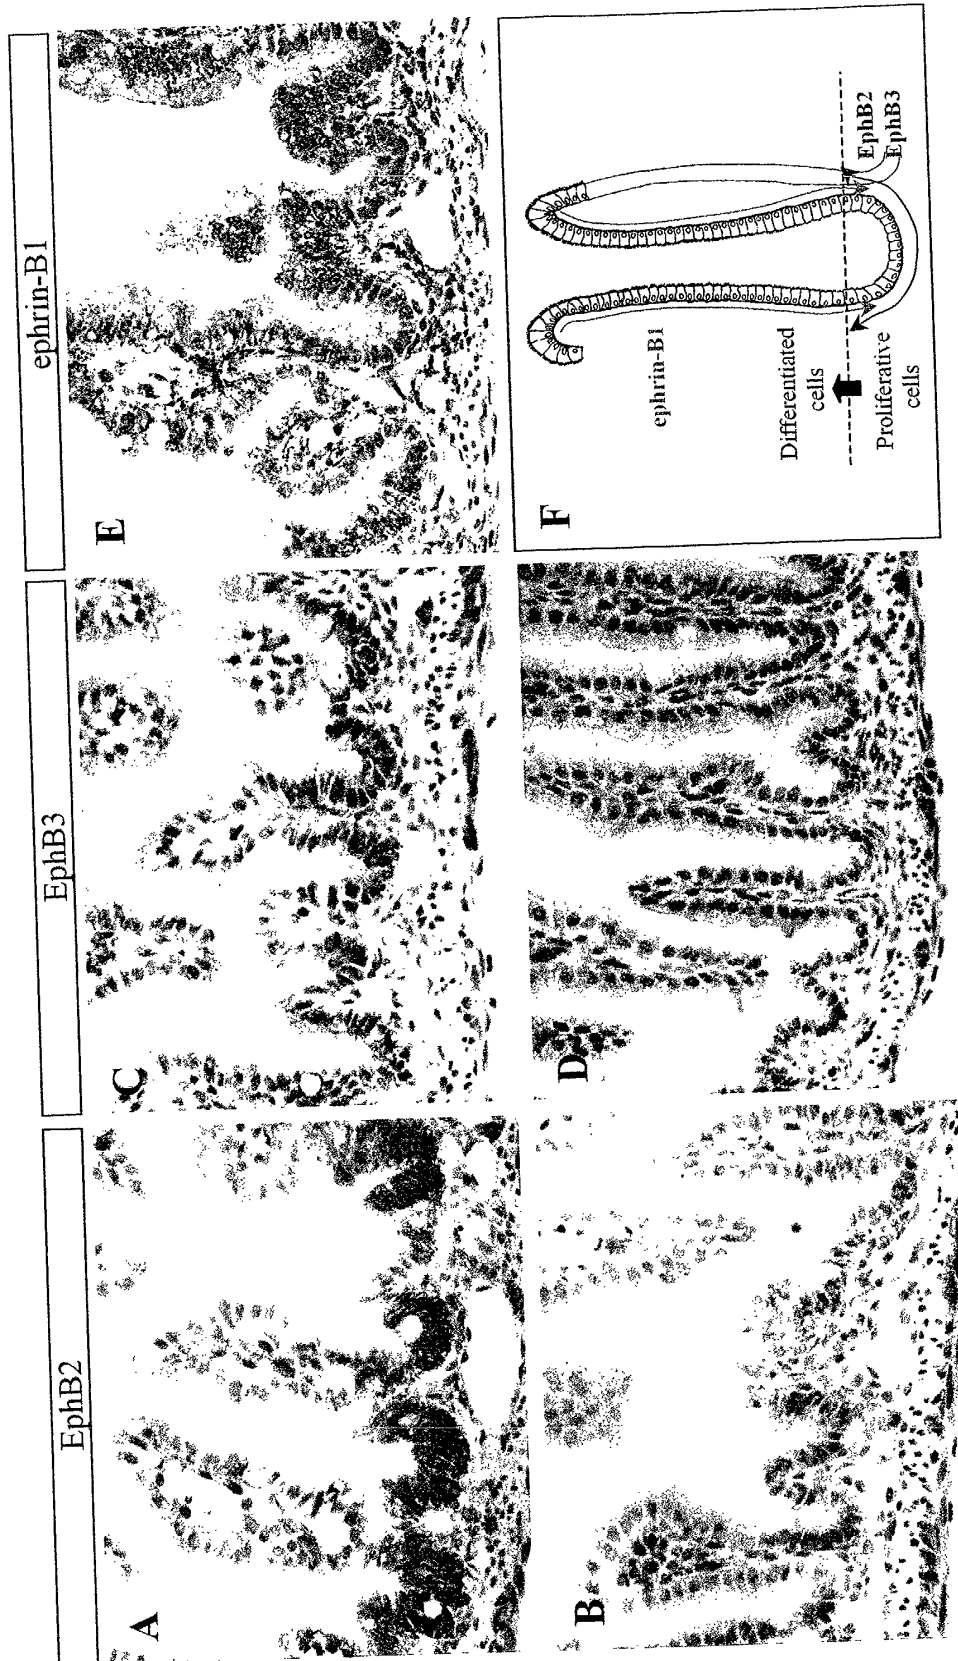 EphB2
EphB3
ephrin-B1
A
C
E
B
D
F
ephrin-B1
Differentiated
cells
Proliferative
cells
EphB2
EphB3